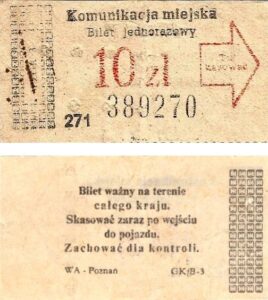 Komunikacja miejska
Bilet jednorazowy
10 zł
KASOWAĆ
389270
271
Bilet ważny na terenie
całego kraju.
Skasować zaraz po wejściu
do pojazdu.
Zachować dla kontroli.
WA - Poznań GK/B-3